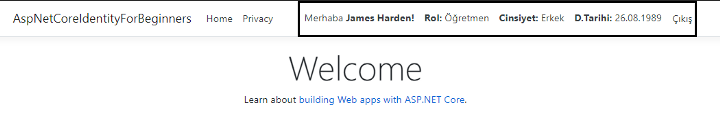 AspNetCoreIdentityForBeginners Home Privacy Merhaba James Harden! Rol: Öğretmen Cinsiyet: Erkek D.Tarihi: 26.08.1989 Çıkış
Welcome
Learn about building Web apps with ASP.NET Core.